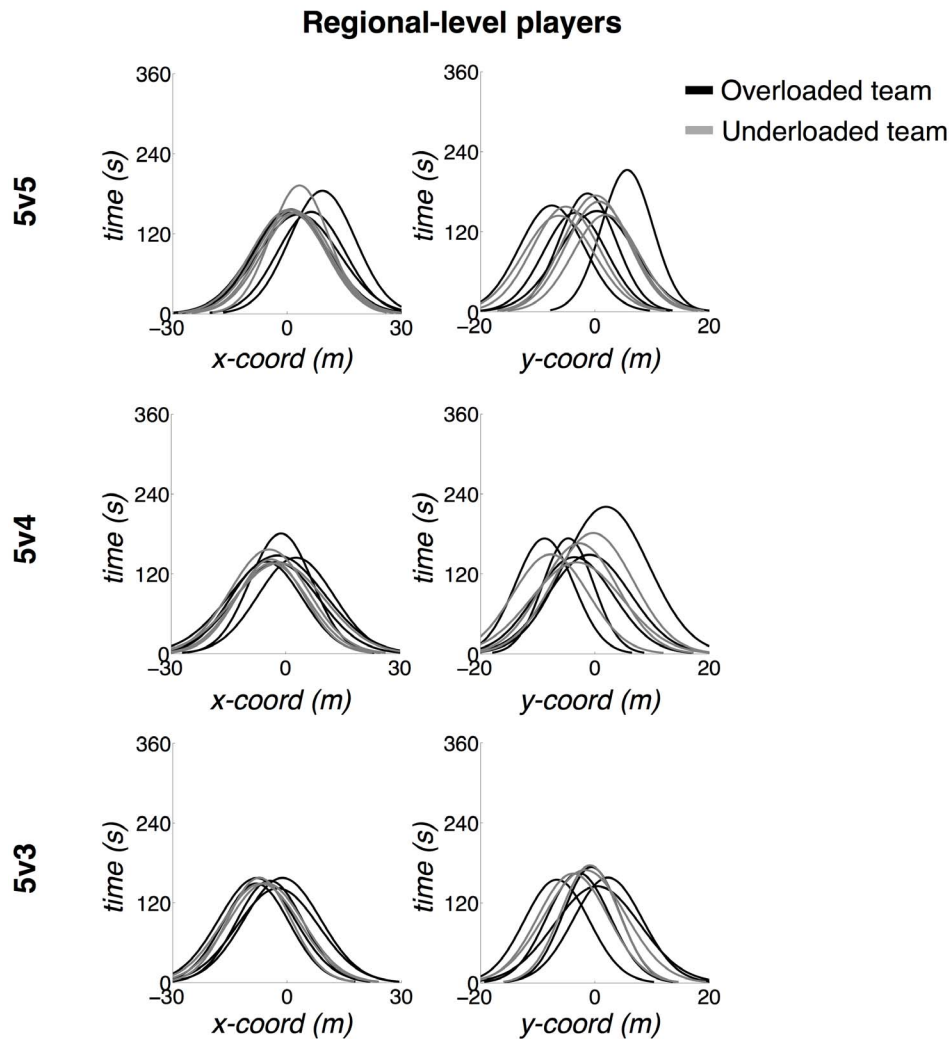 Regional-level players
Overloaded team
Underloaded team
5v5
time (s)
360
240
120
0
−30
0
30
x-coord (m)
time (s)
360
240
120
0
−20
0
20
y-coord (m)
5v4
time (s)
360
240
120
0
−30
0
30
x-coord (m)
time (s)
360
240
120
0
−20
0
20
y-coord (m)
5v3
time (s)
360
240
120
0
−30
0
30
x-coord (m)
time (s)
360
240
120
0
−20
0
20
y-coord (m)